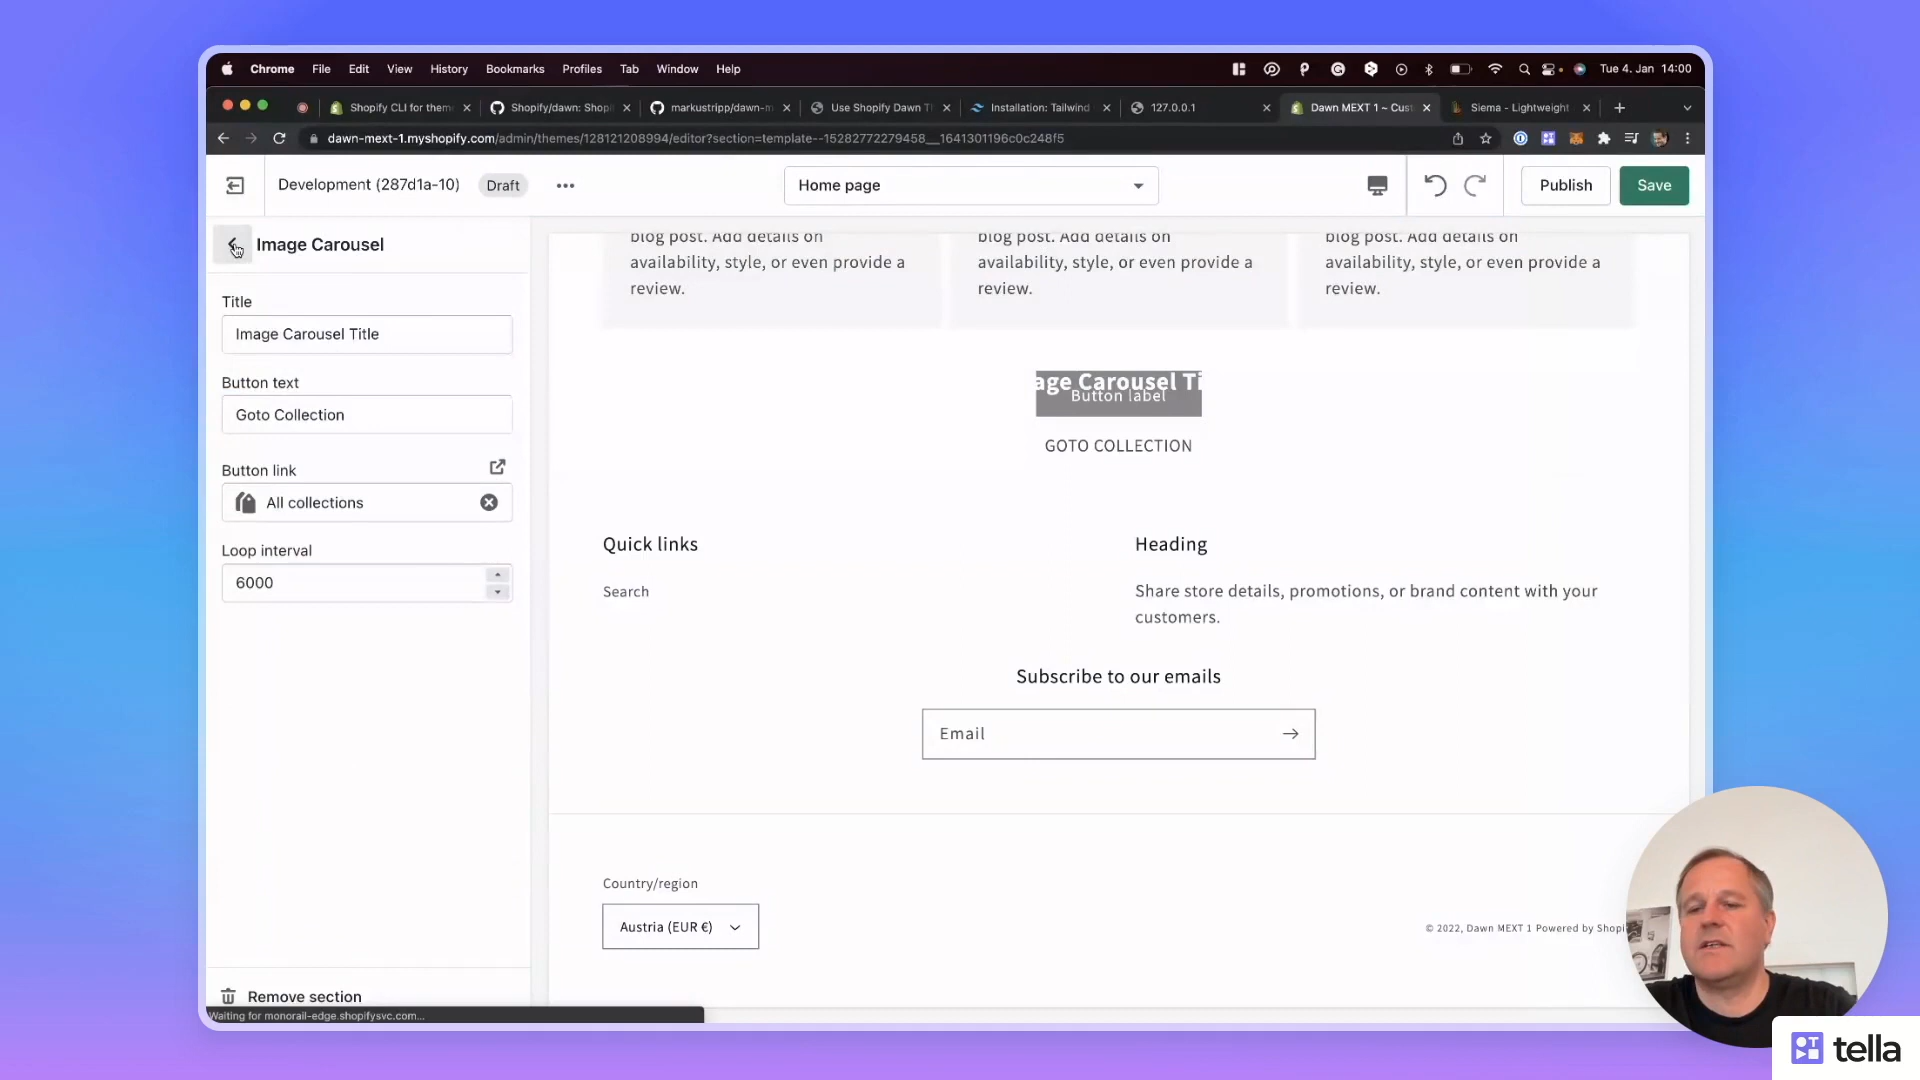 Chrome File Edit View History Bookmarks Profiles Tab Window Help Tue 4. Jan 14:00
Shopify CLI for them Shopify/dawn: Shopi markustripp/dawn-m Use Shopify Dawn T Installation: Tailwind 127.0.0.1 Dawn MEXT 1 ~ Cus Siema - Lightweight
dawn-mext-1.myshopify.com/admin/themes/128121208994/editor?section=template--15282772279458__1641301196c0c248f5
Development (287d1a-10) Draft Home page Publish Save
Image Carousel
Title
Image Carousel Title
Button text
Goto Collection
Button link
All collections
Loop interval
6000
Remove section
Waiting for monorail-edge.shopifysvc.com...
blog post. Add details on
availability, style, or even provide a
review.
blog post. Add details on
availability, style, or even provide a
review.
blog post. Add details on
availability, style, or even provide a
review.
age Carousel Ti
Button label
GOTO COLLECTION
Quick links
Search
Heading
Share store details, promotions, or brand content with your
customers.
Subscribe to our emails
Email
Country/region
Austria (EUR €)
© 2022, Dawn MEXT 1 Powered by Shopi
tella